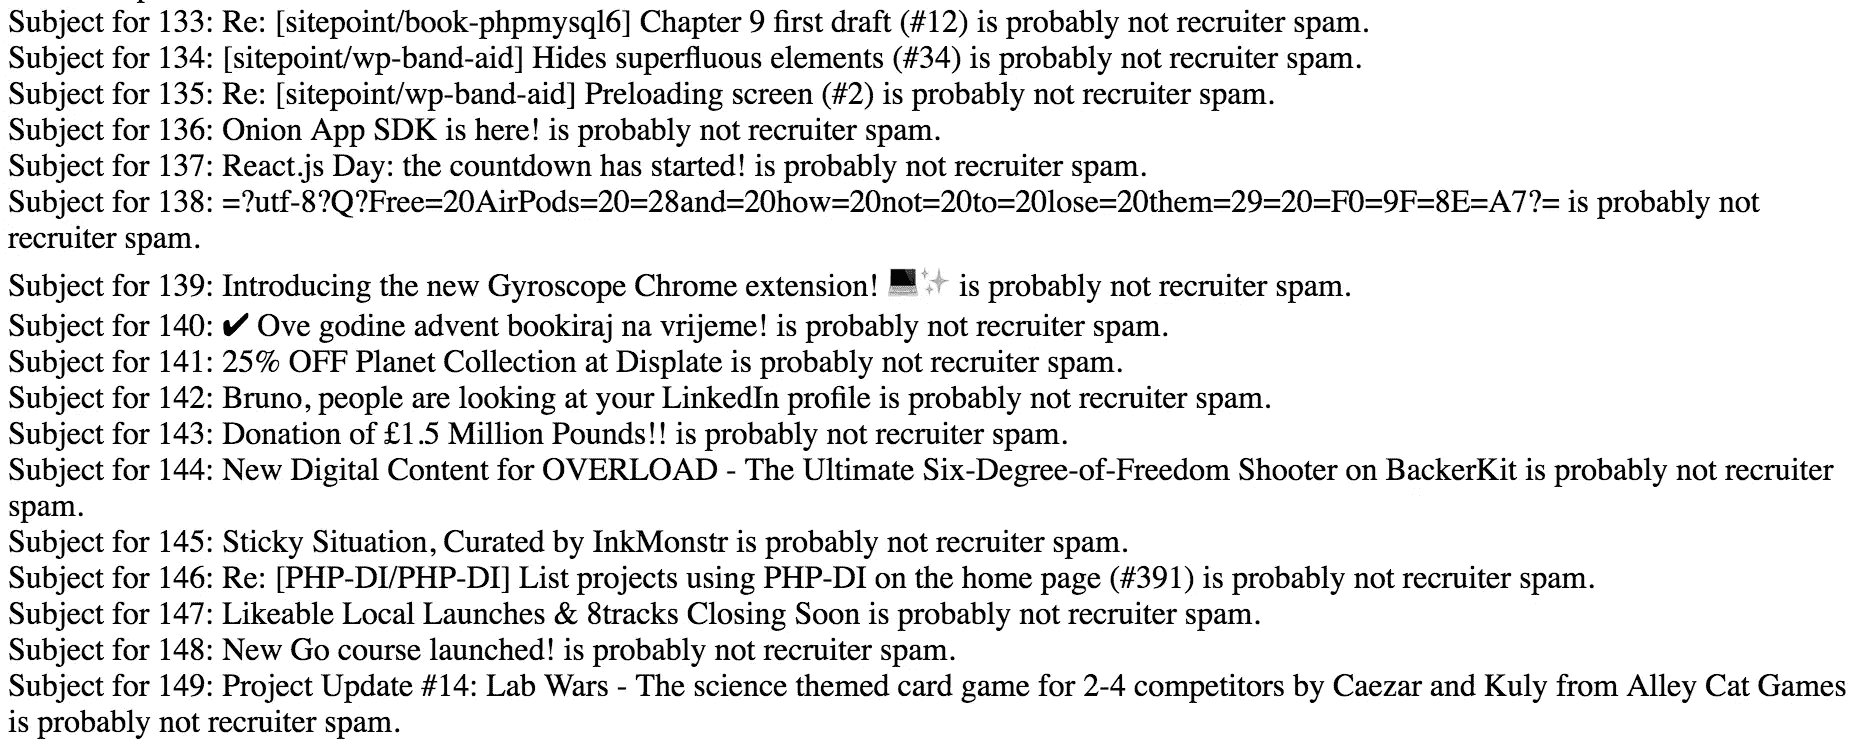 Subject for 133: Re: [sitepoint/book-phpmysql6] Chapter 9 first draft (#12) is probably not recruiter spam.
Subject for 134: [sitepoint/wp-band-aid] Hides superfluous elements (#34) is probably not recruiter spam.
Subject for 135: Re: [sitepoint/wp-band-aid] Preloading screen (#2) is probably not recruiter spam.
Subject for 136: Onion App SDK is here! is probably not recruiter spam.
Subject for 137: React.js Day: the countdown has started! is probably not recruiter spam.
Subject for 138: =?utf-8?Q?Free=20AirPods=20=28and=20how=20not=20to=20lose=20them=29=20=F0=9F=8E=A7?= is probably not
recruiter spam.
Subject for 139: Introducing the new Gyroscope Chrome extension! 💻✨ is probably not recruiter spam.
Subject for 140: ✔ Ove godine advent bookiraj na vrijeme! is probably not recruiter spam.
Subject for 141: 25% OFF Planet Collection at Displate is probably not recruiter spam.
Subject for 142: Bruno, people are looking at your LinkedIn profile is probably not recruiter spam.
Subject for 143: Donation of £1.5 Million Pounds!! is probably not recruiter spam.
Subject for 144: New Digital Content for OVERLOAD - The Ultimate Six-Degree-of-Freedom Shooter on BackerKit is probably not recruiter
spam.
Subject for 145: Sticky Situation, Curated by InkMonstr is probably not recruiter spam.
Subject for 146: Re: [PHP-DI/PHP-DI] List projects using PHP-DI on the home page (#391) is probably not recruiter spam.
Subject for 147: Likeable Local Launches & 8tracks Closing Soon is probably not recruiter spam.
Subject for 148: New Go course launched! is probably not recruiter spam.
Subject for 149: Project Update #14: Lab Wars - The science themed card game for 2-4 competitors by Caezar and Kuly from Alley Cat Games
is probably not recruiter spam.